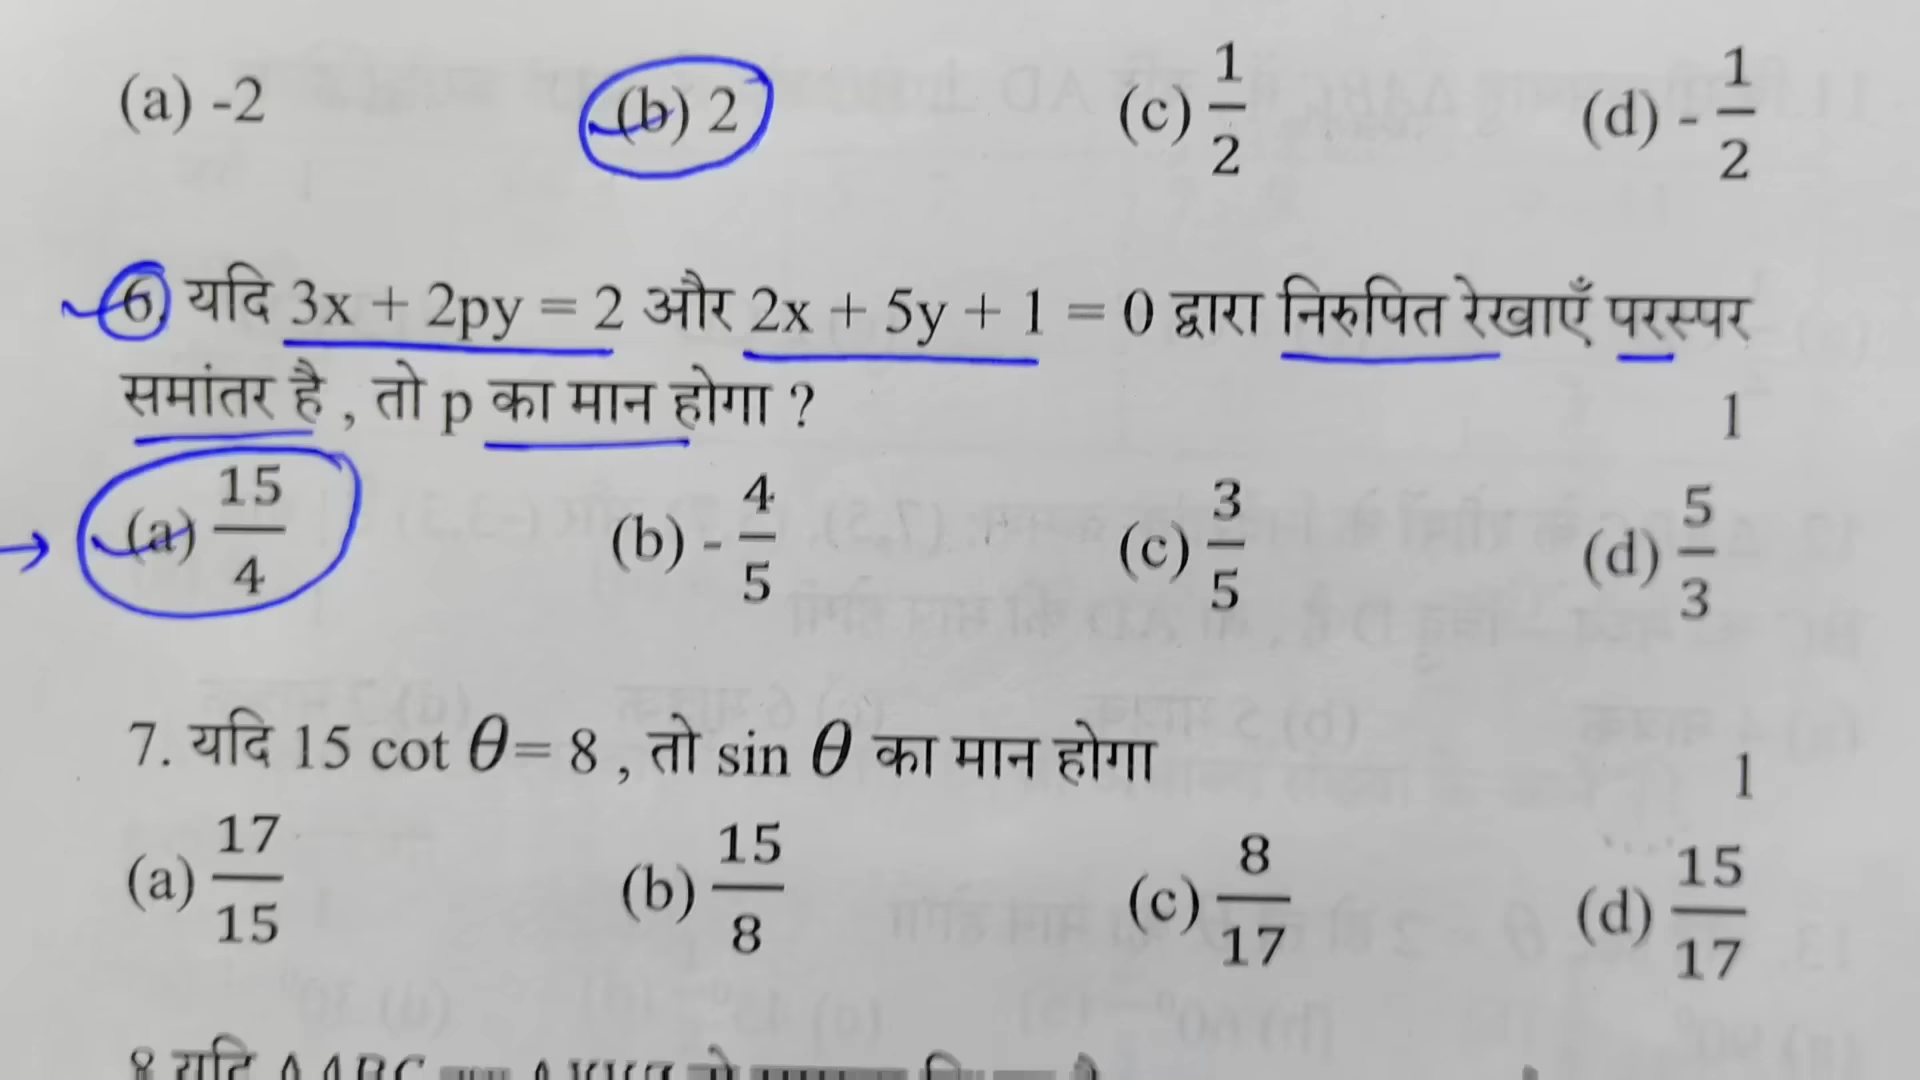 (a) -2 (b) 2 (c) 1/2 (d) - 1/2
6. यदि 3x + 2py = 2 और 2x + 5y + 1 = 0 द्वारा निरुपित रेखाएँ परस्पर
समांतर है , तो p का मान होगा ? 1
(a) 15/4 (b) - 4/5 (c) 3/5 (d) 5/3
7. यदि 15 cot θ= 8 , तो sin θ का मान होगा 1
(a) 17/15 (b) 15/8 (c) 8/17 (d) 15/17
8 यदि